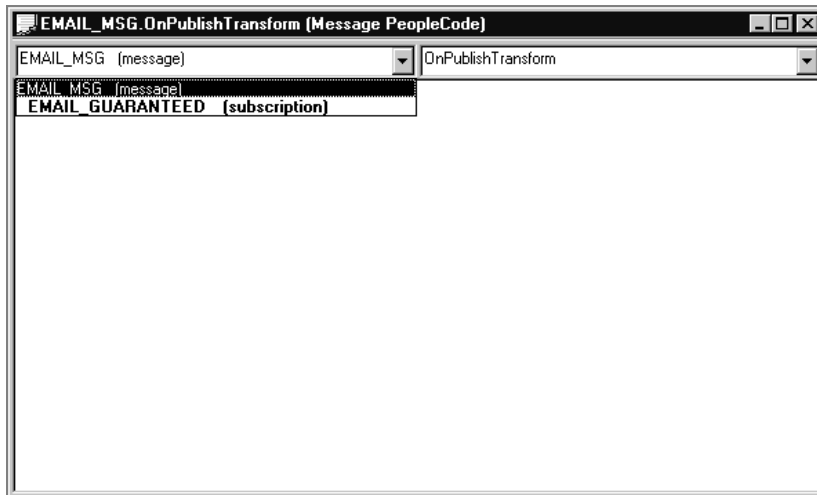 EMAIL_MSG.OnPublishTransform (Message PeopleCode)
EMAIL_MSG (message) OnPublishTransform
EMAIL_MSG (message)
EMAIL_GUARANTEED (subscription)